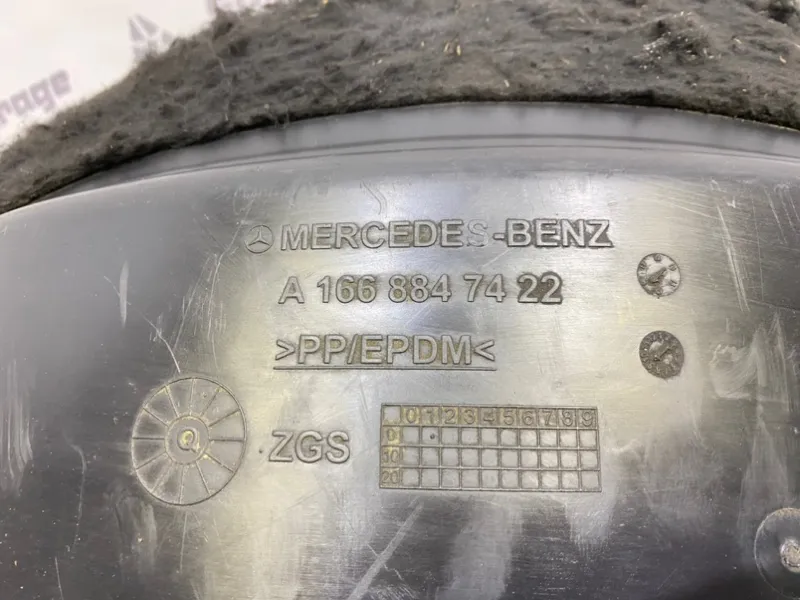 arage
MERCEDES-BENZ
A 166 884 74 22
>PP/EPDM<
Q
ZGS
0 1 2 3 4 5 6 7 8 9
0
10
20